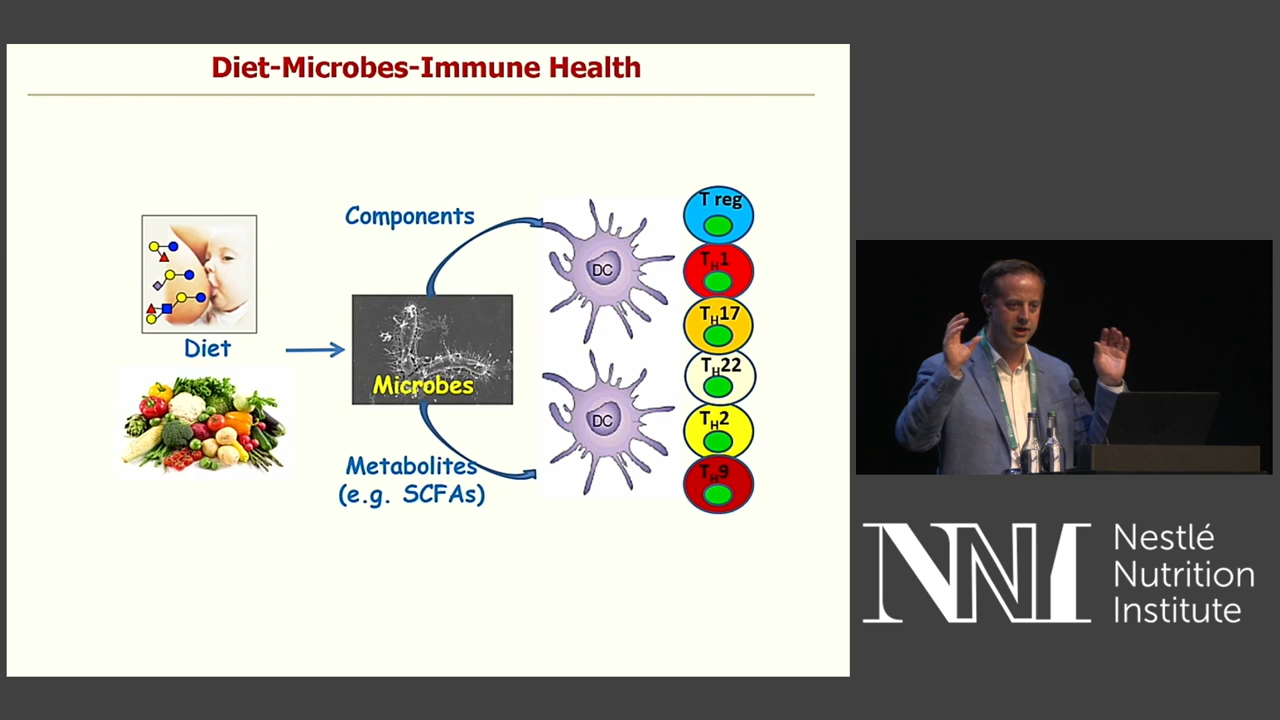 Diet-Microbes-Immune Health
Components
Diet
Microbes
Metabolites
(e.g. SCFAs)
DC
DC
T reg
TH1
TH17
TH22
TH2
TH9
NNI
Nestlé
Nutrition
Institute